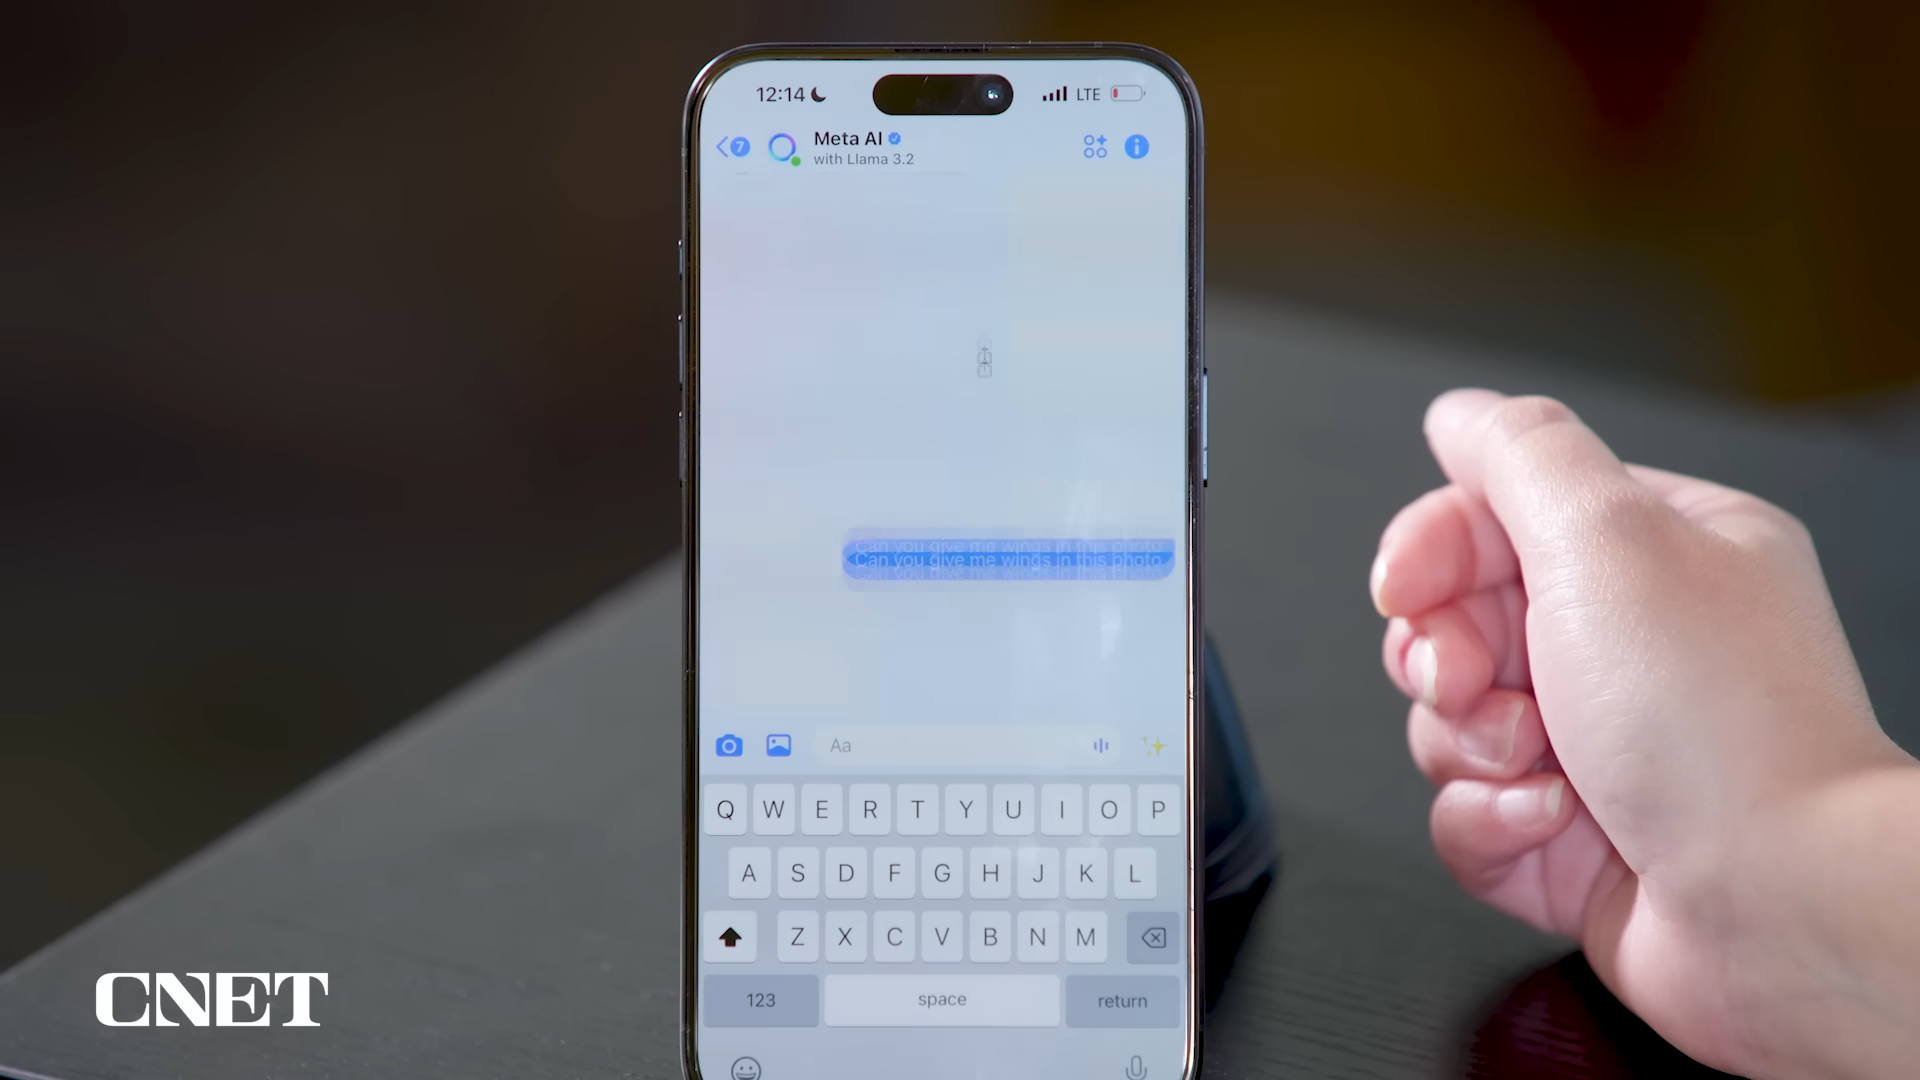 12:14
LTE
7
Meta AI
with Llama 3.2
Can you give me wings in this photo
Aa
Q W E R T Y U I O P
A S D F G H J K L
Z X C V B N M
123
space
return
CNET